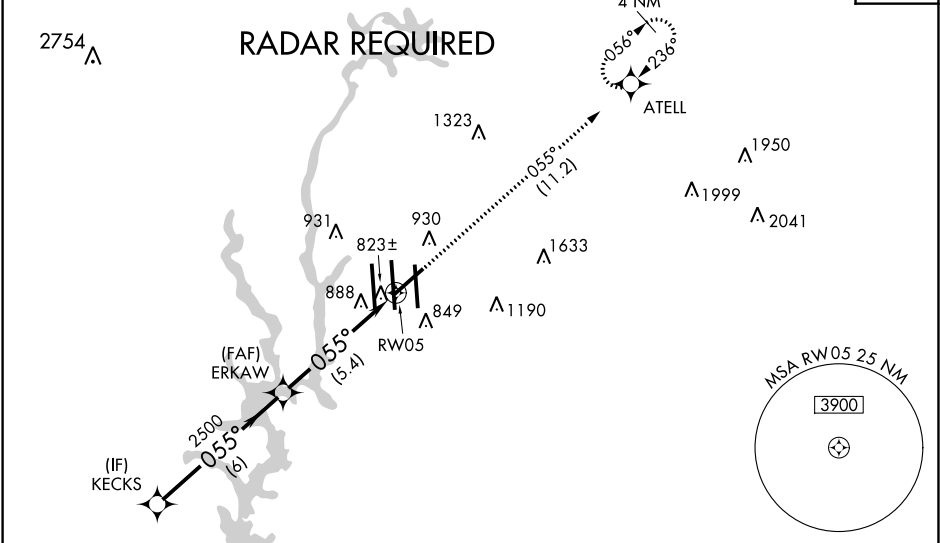 4 NM
2754
RADAR REQUIRED
056°
236°
ATELL
1323
055°
(11.2)
1950
1999
2041
931
930
823±
1633
888
849
1190
RW05
055°
(5.4)
(FAF)
ERKAW
2500
055°
(6)
(IF)
KECKS
MSA RW05 25 NM
3900